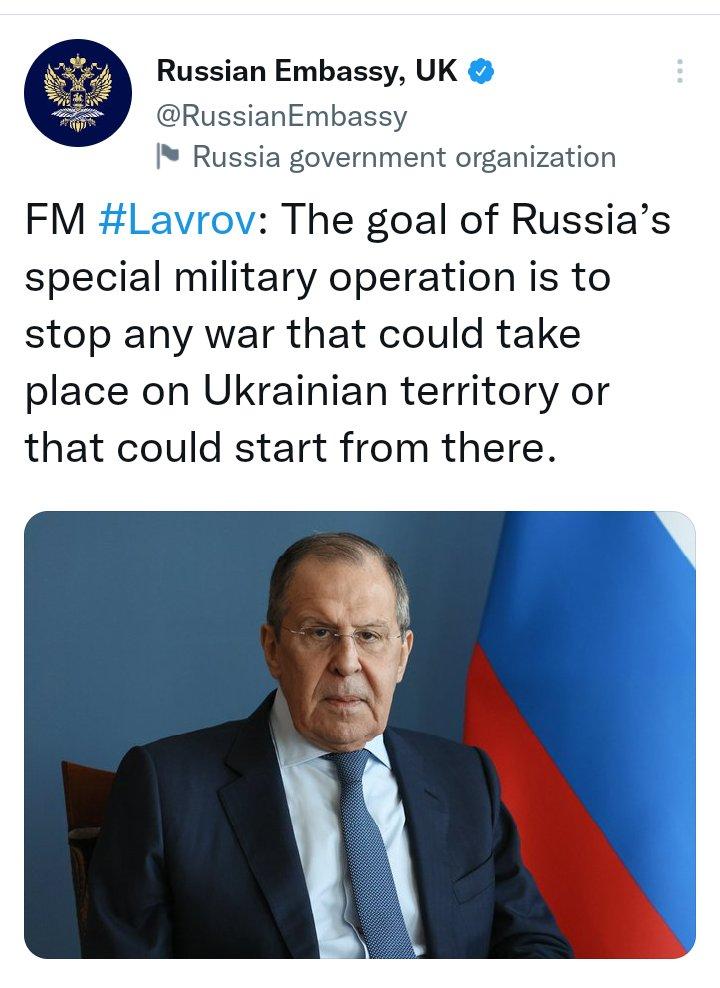 Russian Embassy, UK
@RussianEmbassy
Russia government organization
FM #Lavrov: The goal of Russia’s
special military operation is to
stop any war that could take
place on Ukrainian territory or
that could start from there.